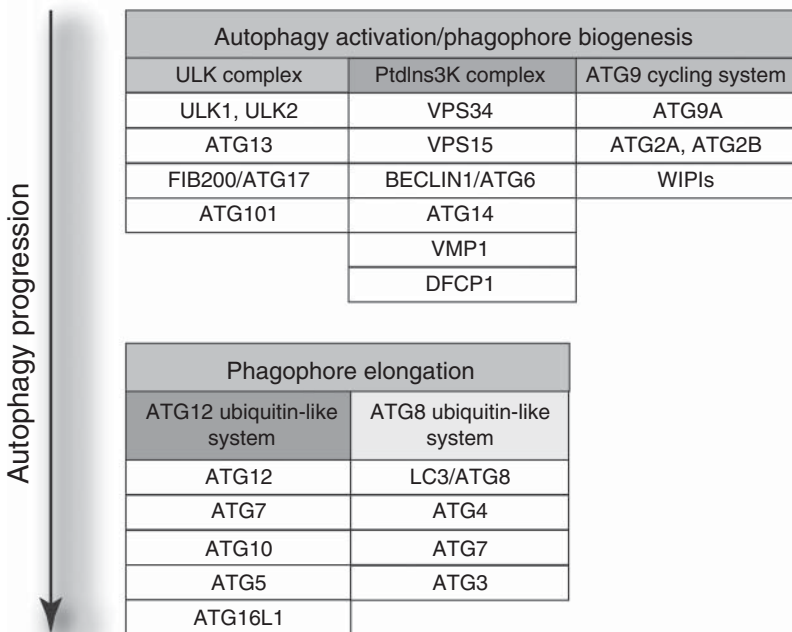 Autophagy progression
Autophagy activation/phagophore biogenesis
ULK complex PtdIns3K complex ATG9 cycling system
ULK1, ULK2 VPS34 ATG9A
ATG13 VPS15 ATG2A, ATG2B
FIB200/ATG17 BECLIN1/ATG6 WIPIs
ATG101 ATG14
VMP1
DFCP1
Phagophore elongation
ATG12 ubiquitin-like ATG8 ubiquitin-like
system system
ATG12 LC3/ATG8
ATG7 ATG4
ATG10 ATG7
ATG5 ATG3
ATG16L1